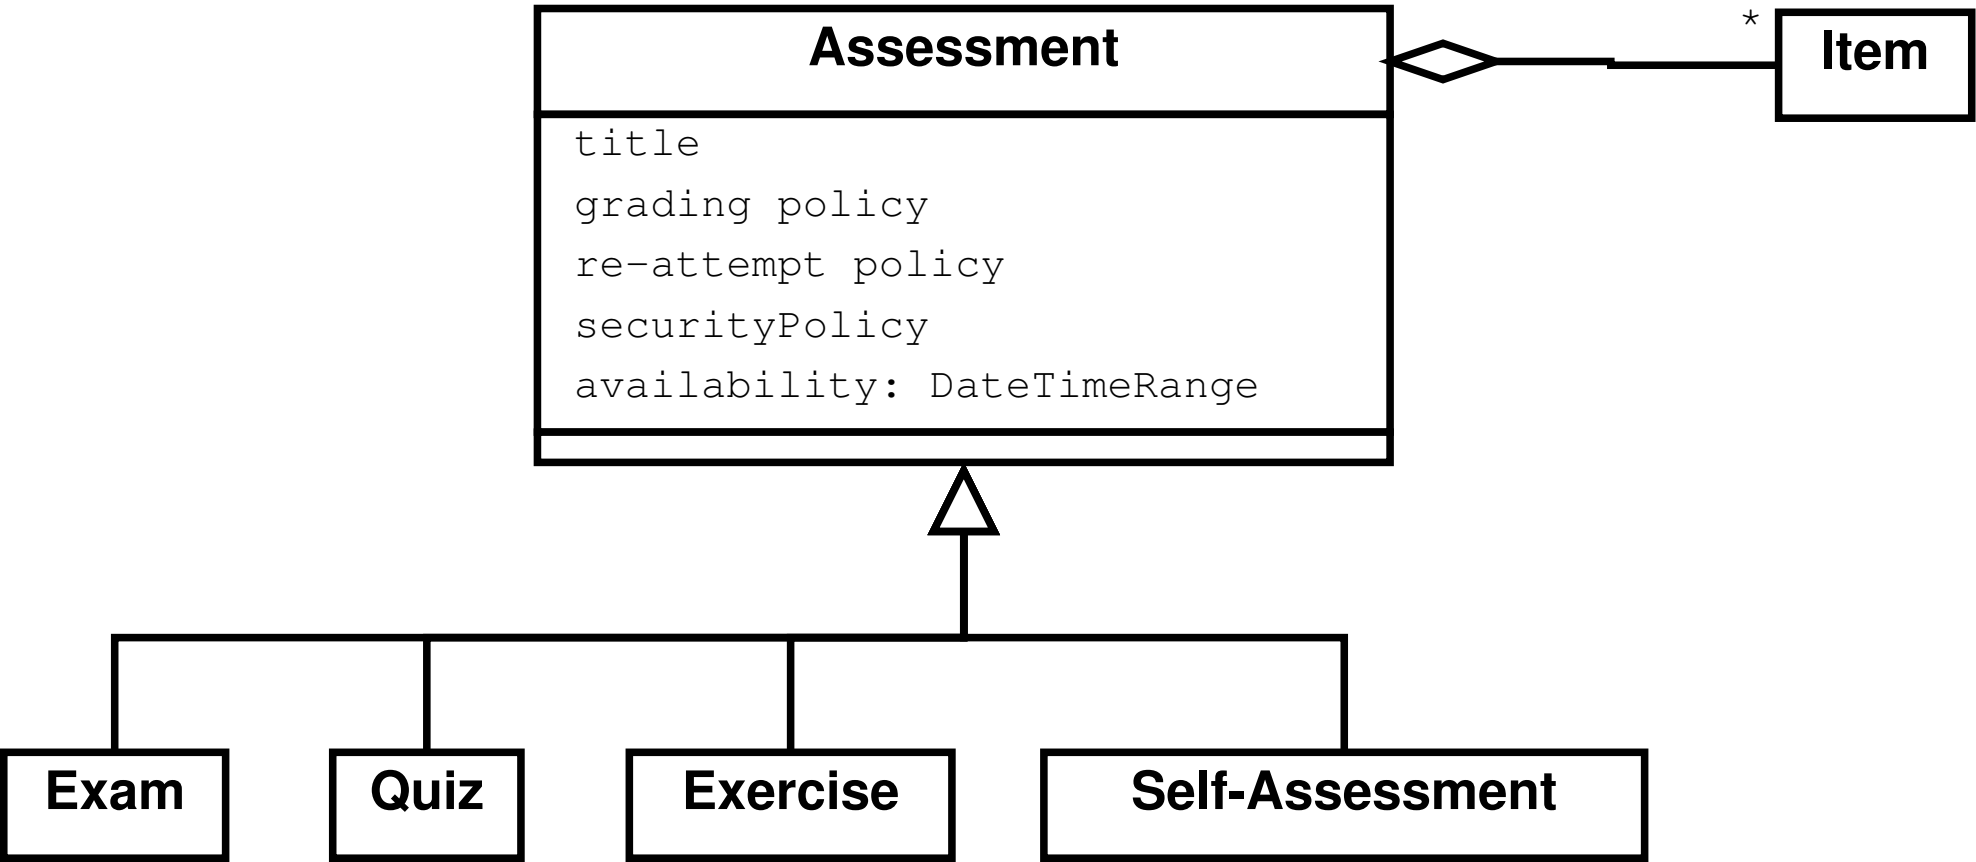 Assessment
*
Item
title
grading policy
re-attempt policy
securityPolicy
availability: DateTimeRange
Exam
Quiz
Exercise
Self-Assessment